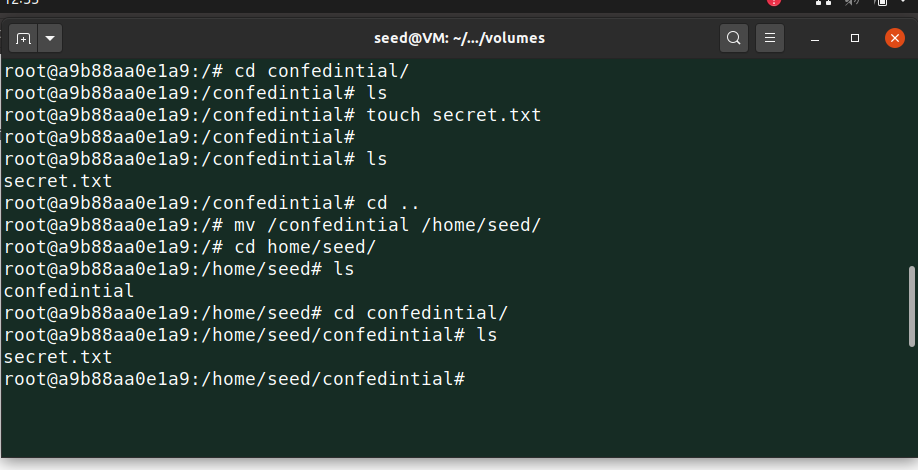 12:55
seed@VM: ~/.../volumes
root@a9b88aa0e1a9:/# cd confedintial/
root@a9b88aa0e1a9:/confedintial# ls
root@a9b88aa0e1a9:/confedintial# touch secret.txt
root@a9b88aa0e1a9:/confedintial#
root@a9b88aa0e1a9:/confedintial# ls
secret.txt
root@a9b88aa0e1a9:/confedintial# cd ..
root@a9b88aa0e1a9:/# mv /confedintial /home/seed/
root@a9b88aa0e1a9:/# cd home/seed/
root@a9b88aa0e1a9:/home/seed# ls
confedintial
root@a9b88aa0e1a9:/home/seed# cd confedintial/
root@a9b88aa0e1a9:/home/seed/confedintial# ls
secret.txt
root@a9b88aa0e1a9:/home/seed/confedintial#